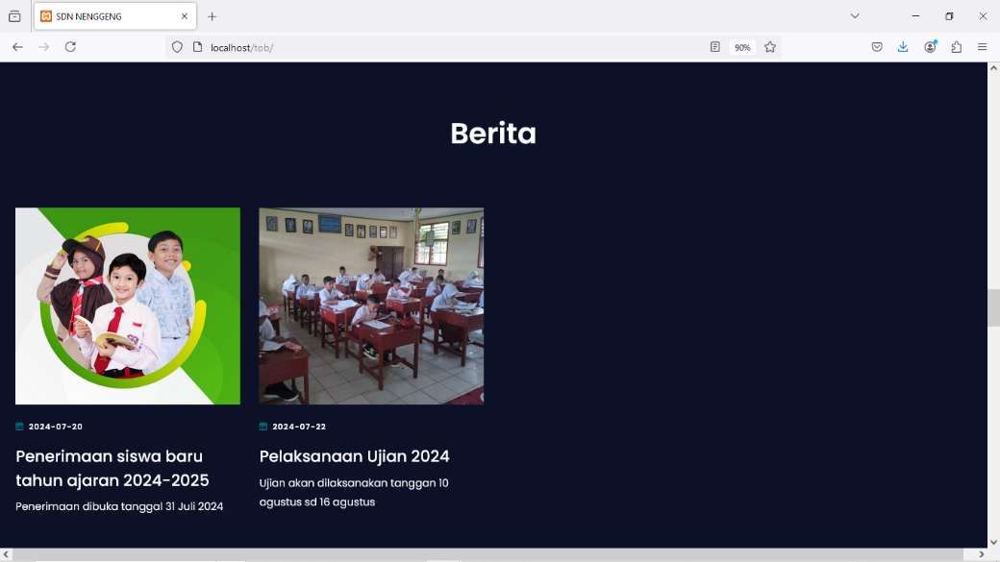 SDN NENGGENG
localhost/tob/
90%
Berita
2024-07-20
Penerimaan siswa baru
tahun ajaran 2024-2025
Penerimaan dibuka tanggal 31 Juli 2024
2024-07-22
Pelaksanaan Ujian 2024
Ujian akan dilaksanakan tanggan 10
agustus sd 16 agustus